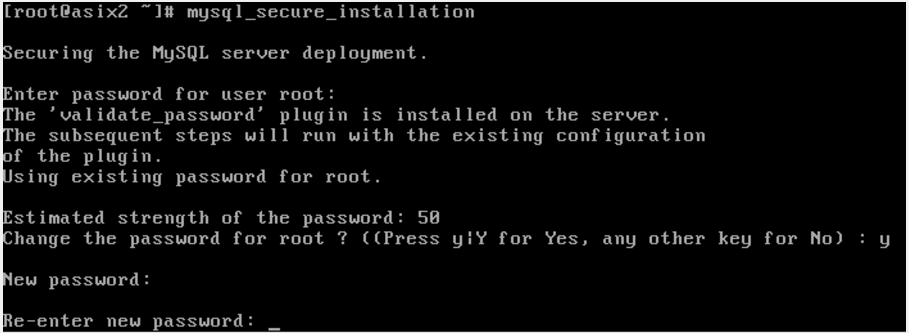 [root@asix2 ~]# mysql_secure_installation
Securing the MySQL server deployment.
Enter password for user root:
The 'validate_password' plugin is installed on the server.
The subsequent steps will run with the existing configuration
of the plugin.
Using existing password for root.
Estimated strength of the password: 50
Change the password for root ? ((Press y|Y for Yes, any other key for No) : y
New password:
Re-enter new password: _